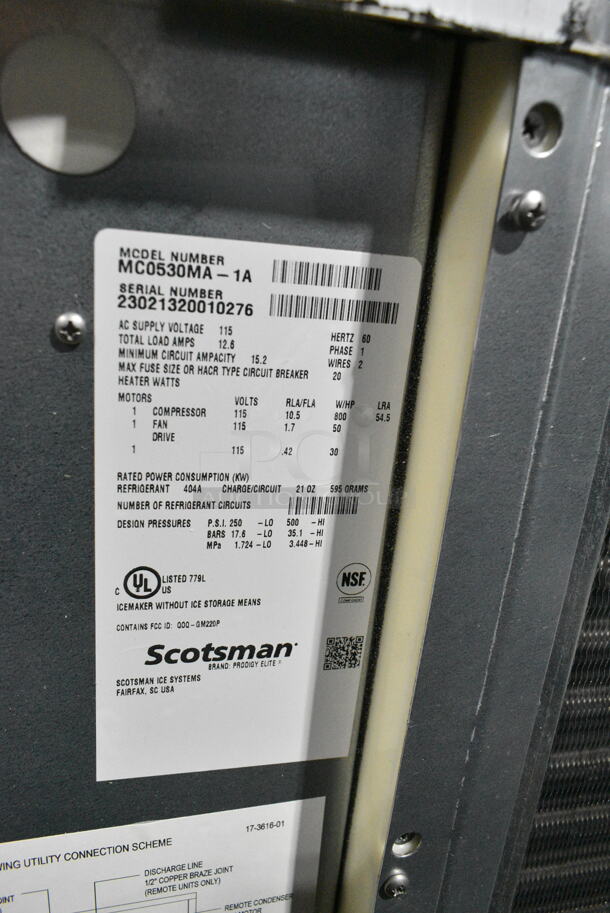 MODEL NUMBER
MC0530MA-1A
SERIAL NUMBER
23021320010276
AC SUPPLY VOLTAGE 115 HERTZ 60
TOTAL LOAD AMPS 12.6 PHASE 1
MINIMUM CIRCUIT AMPACITY 15.2 WIRES 2
MAX FUSE SIZE OR HACR TYPE CIRCUIT BREAKER 20
HEATER WATTS
MOTORS VOLTS RLA/FLA W/HP LRA
1 COMPRESSOR 115 10.5 800 54.5
1 FAN 115 1.7 50
DRIVE
1 115 .42 30
RATED POWER CONSUMPTION (KW)
REFRIGERANT 404A CHARGE/CIRCUIT 21 OZ 595 GRAMS
NUMBER OF REFRIGERANT CIRCUITS
DESIGN PRESSURES P.S.I. 250 -LO 500 -HI
BARS 17.6 -LO 35.1 -HI
MPa 1.724-LO 3.448-HI
C UL US LISTED 779L
NSF
COMPONENT
ICEMAKER WITHOUT ICE STORAGE MEANS
CONTAINS FCC ID: QOQ-GM220P
Scotsman
BRAND: PRODIGY ELITE ®
SCOTSMAN ICE SYSTEMS
FAIRFAX, SC USA
17-3616-01
UTILITY CONNECTION SCHEME
DISCHARGE LINE
1/2" COPPER BRAZE JOINT
(REMOTE UNITS ONLY)
REMOTE CONDENSER